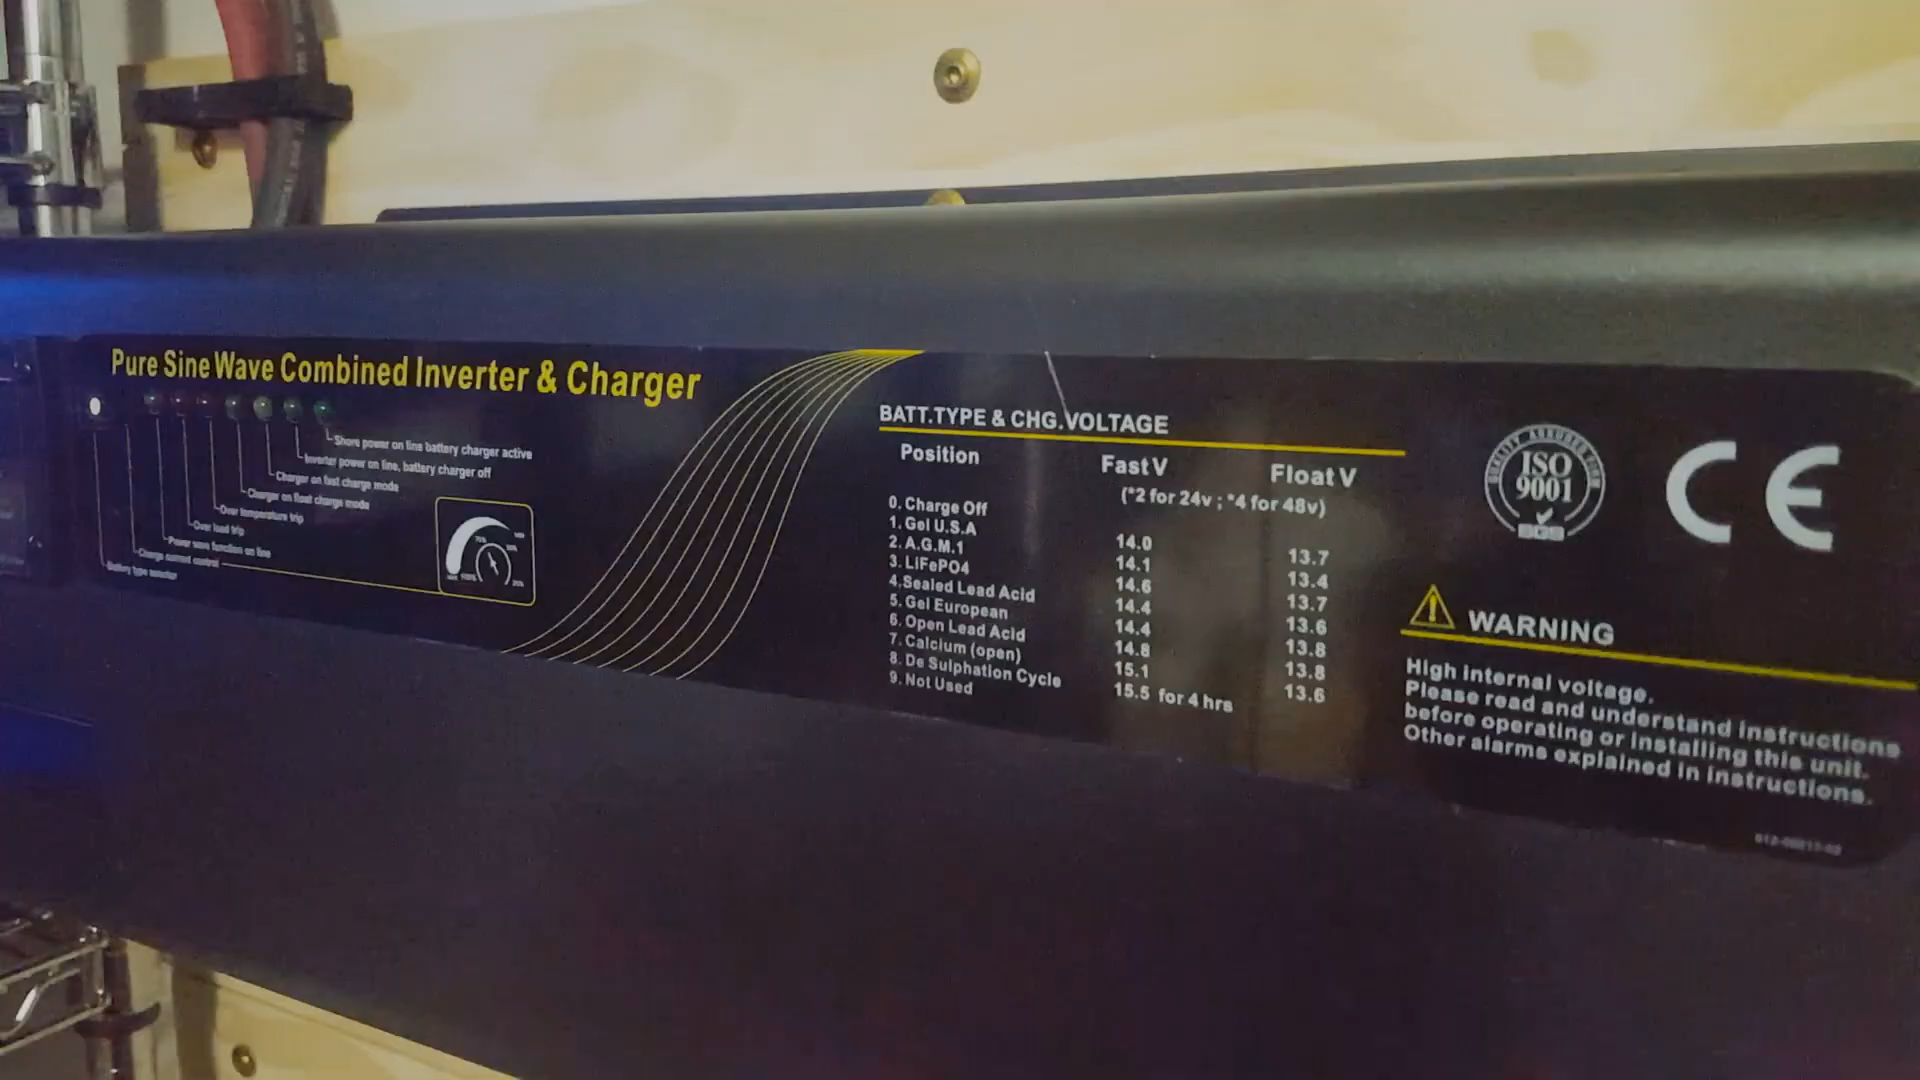 Pure Sine Wave Combined Inverter & Charger
Shore power on line battery charger active
Inverter power on line, battery charger off
Charger on fast charge mode
Charger on float charge mode
Over temperature trip
Over load trip
Power save function on line
Charge current control
Battery type selector
BATT.TYPE & CHG.VOLTAGE
Position Fast V Float V
(*2 for 24v ; *4 for 48v)
0. Charge Off
1. Gel U.S.A 14.0 13.7
2. A.G.M.1 14.1 13.4
3. LiFePO4 14.6 13.7
4.Sealed Lead Acid 14.4 13.6
5. Gel European 14.4 13.8
6. Open Lead Acid 14.8 13.8
7. Calcium (open) 15.1 13.6
8. De Sulphation Cycle 15.5 for 4 hrs
9. Not Used
QUALITY ASSURED FIRM
ISO
9001
SGS
CE
WARNING
High internal voltage.
Please read and understand instructions
before operating or installing this unit.
Other alarms explained in instructions.